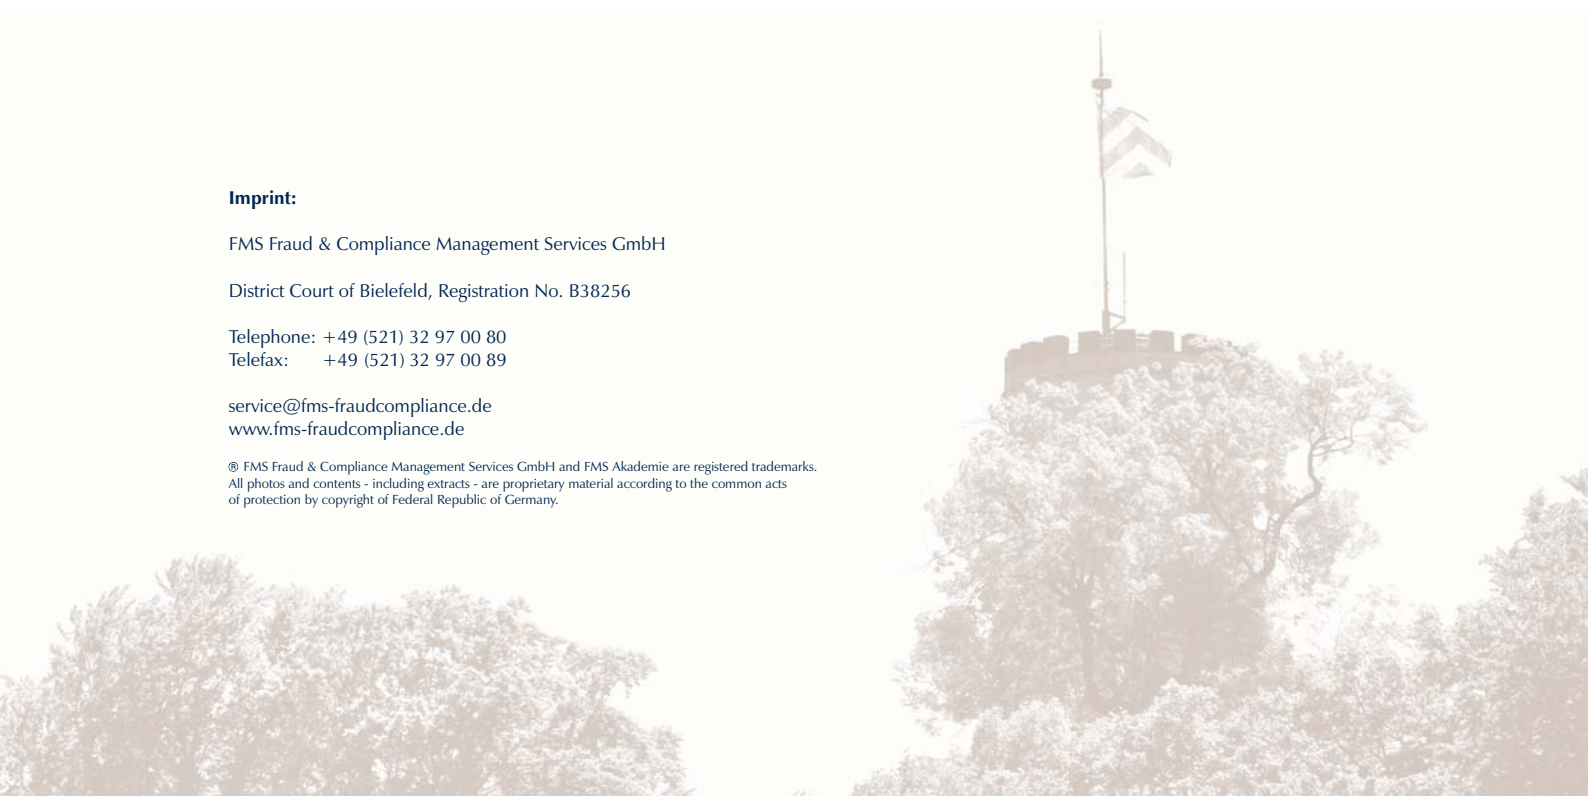 Imprint:
FMS Fraud & Compliance Management Services GmbH
District Court of Bielefeld, Registration No. B38256
Telephone: +49 (521) 32 97 00 80
Telefax: +49 (521) 32 97 00 89
service@fms-fraudcompliance.de
www.fms-fraudcompliance.de
® FMS Fraud & Compliance Management Services GmbH and FMS Akademie are registered trademarks.
All photos and contents - including extracts - are proprietary material according to the common acts
of protection by copyright of Federal Republic of Germany.